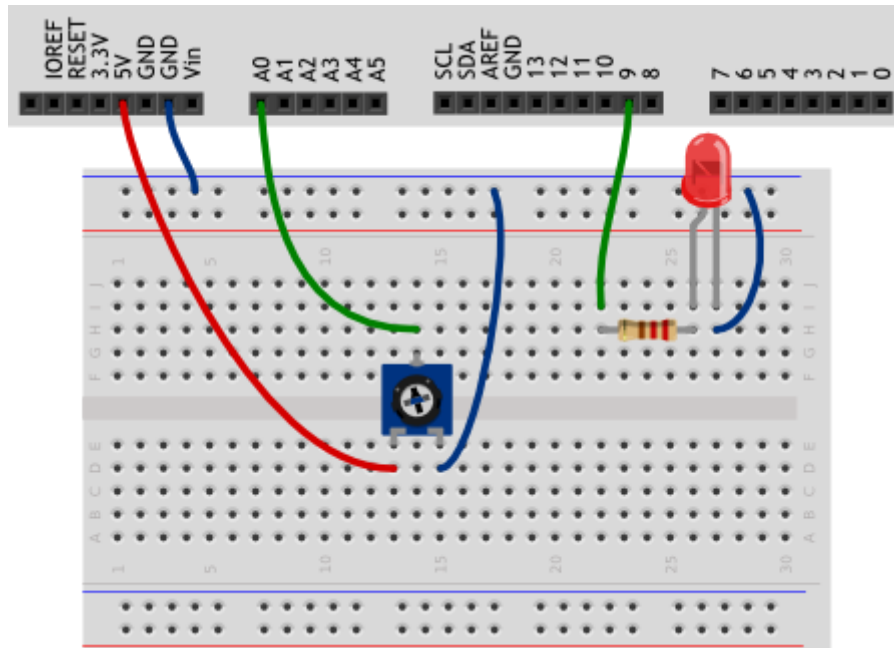 IOREF
RESET
3.3V
5V
GND
GND
Vin
A0
A1
A2
A3
A4
A5
SCL
SDA
AREF
GND
13
12
11
10
9
8
7
6
5
4
3
2
1
0
1 5 10 15 20 25 30
J J
I I
H H
G G
F F
E E
D D
C C
B B
A A
1 5 10 15 20 25 30